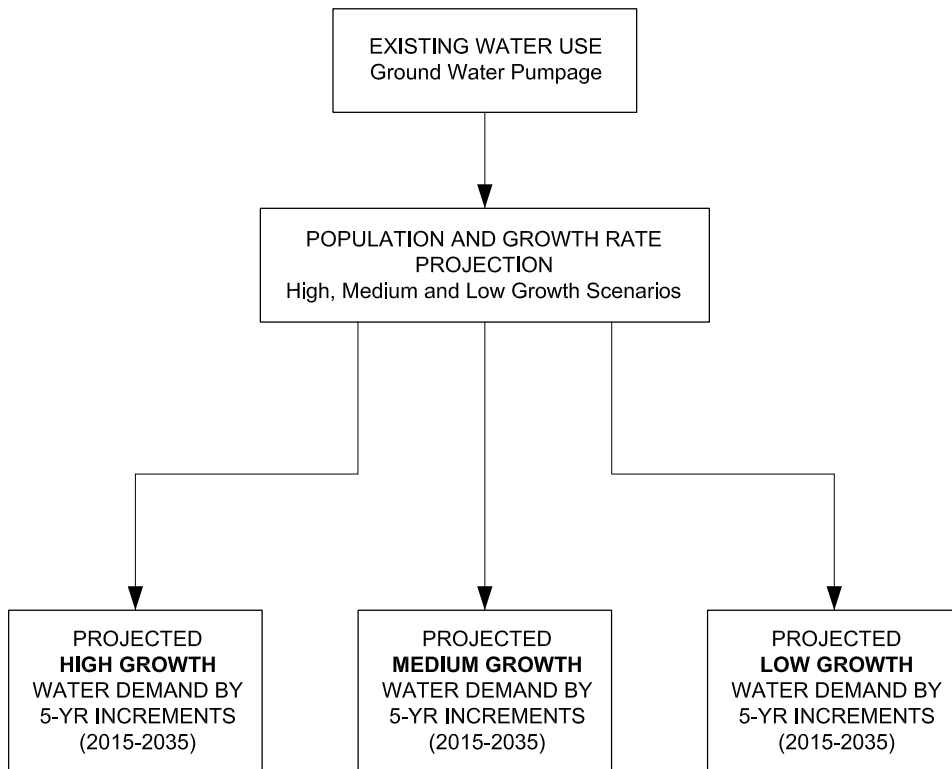 EXISTING WATER USE
Ground Water Pumpage
POPULATION AND GROWTH RATE
PROJECTION
High, Medium and Low Growth Scenarios
PROJECTED
HIGH GROWTH
WATER DEMAND BY
5-YR INCREMENTS
(2015-2035)
PROJECTED
MEDIUM GROWTH
WATER DEMAND BY
5-YR INCREMENTS
(2015-2035)
PROJECTED
LOW GROWTH
WATER DEMAND BY
5-YR INCREMENTS
(2015-2035)